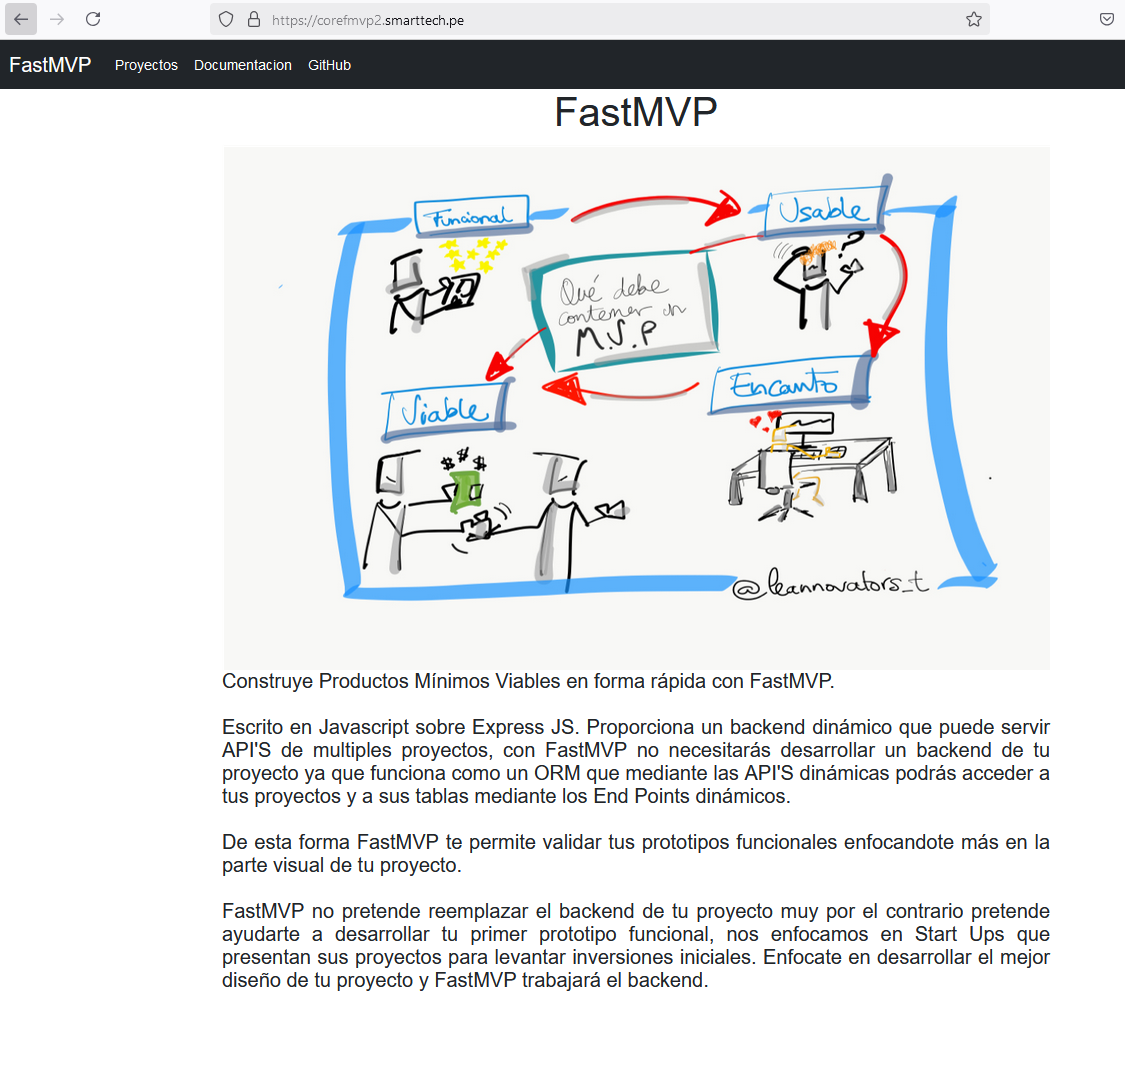 https://corefmvp2.smarttech.pe
FastMVP Proyectos Documentacion GitHub
FastMVP
Funcional
Usable
?
Qué debe
contener un
M.V.P
Encanto
Viable
$ $ $
@leannovators_t
Construye Productos Mínimos Viables en forma rápida con FastMVP.
Escrito en Javascript sobre Express JS. Proporciona un backend dinámico que puede servir
API'S de multiples proyectos, con FastMVP no necesitarás desarrollar un backend de tu
proyecto ya que funciona como un ORM que mediante las API'S dinámicas podrás acceder a
tus proyectos y a sus tablas mediante los End Points dinámicos.
De esta forma FastMVP te permite validar tus prototipos funcionales enfocandote más en la
parte visual de tu proyecto.
FastMVP no pretende reemplazar el backend de tu proyecto muy por el contrario pretende
ayudarte a desarrollar tu primer prototipo funcional, nos enfocamos en Start Ups que
presentan sus proyectos para levantar inversiones iniciales. Enfocate en desarrollar el mejor
diseño de tu proyecto y FastMVP trabajará el backend.